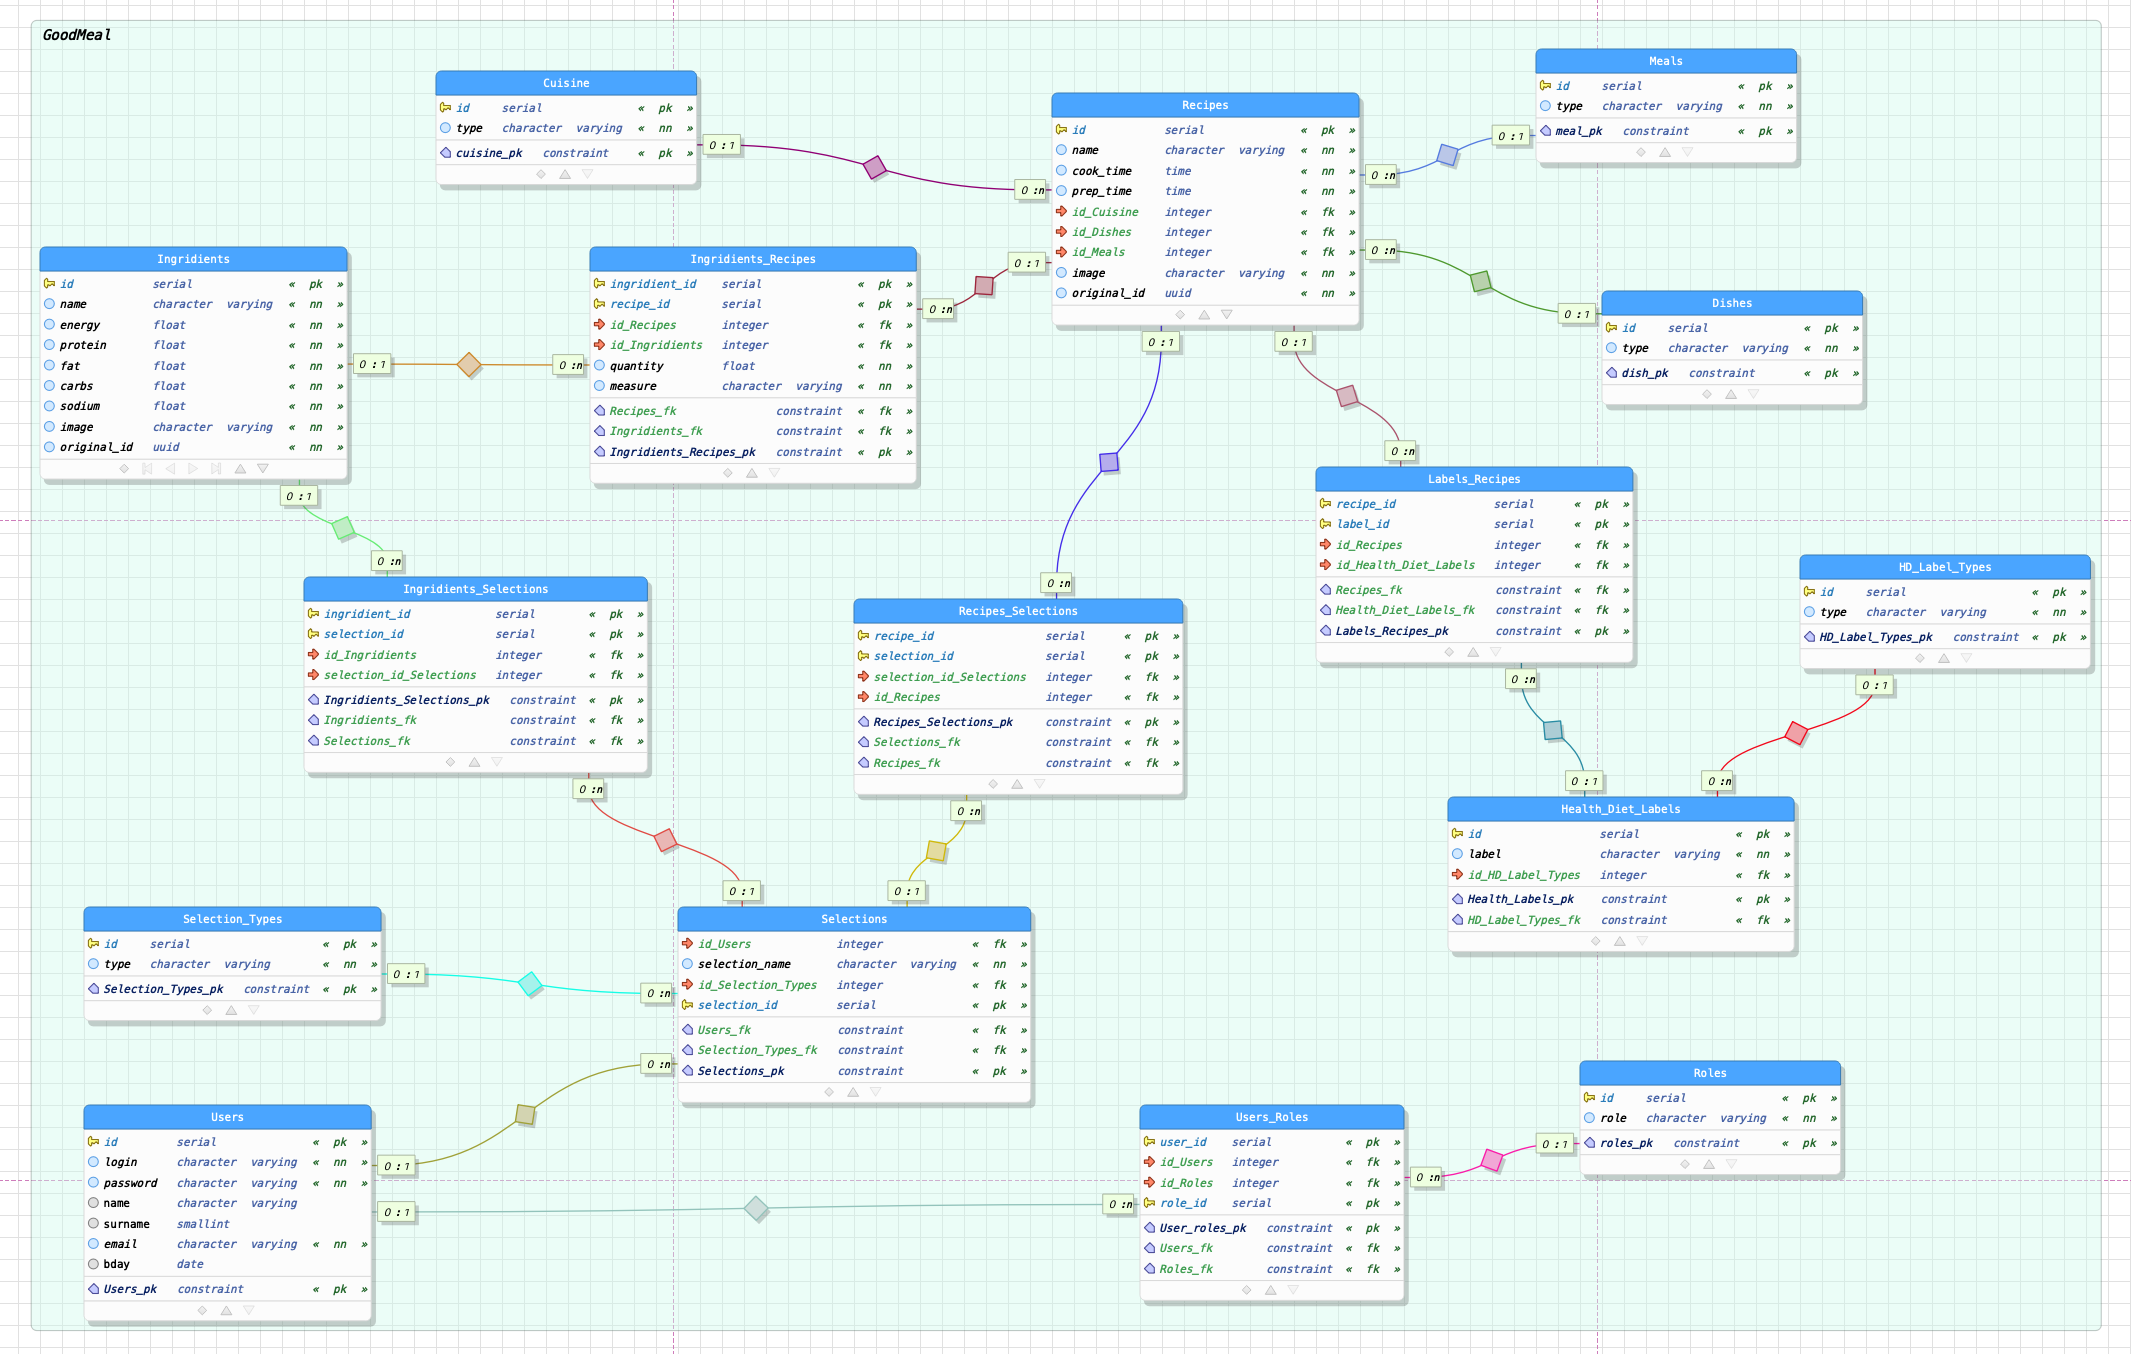 GoodMeal
Cuisine
id serial « pk »
type character varying « nn »
cuisine_pk constraint « pk »
0:1
0:n
Recipes
id serial « pk »
name character varying « nn »
cook_time time « nn »
prep_time time « nn »
id_Cuisine integer « fk »
id_Dishes integer « fk »
id_Meals integer « fk »
image character varying « nn »
original_id uuid « nn »
Meals
id serial « pk »
type character varying « nn »
meal_pk constraint « pk »
0:1
0:n
0:n
0:1
Dishes
id serial « pk »
type character varying « nn »
dish_pk constraint « pk »
Ingridients
id serial « pk »
name character varying « nn »
energy float « nn »
protein float « nn »
fat float « nn »
carbs float « nn »
sodium float « nn »
image character varying « nn »
original_id uuid « nn »
0:1
0:n
Ingridients_Recipes
ingridient_id serial « pk »
recipe_id serial « pk »
id_Recipes integer « fk »
id_Ingridients integer « fk »
quantity float « nn »
measure character varying « nn »
Recipes_fk constraint « fk »
Ingridients_fk constraint « fk »
Ingridients_Recipes_pk constraint « pk »
0:1
0:n
0:1
0:1
0:n
Labels_Recipes
recipe_id serial « pk »
label_id serial « pk »
id_Recipes integer « fk »
id_Health_Diet_Labels integer « fk »
Recipes_fk constraint « fk »
Health_Diet_Labels_fk constraint « fk »
Labels_Recipes_pk constraint « pk »
0:1
0:n
Ingridients_Selections
ingridient_id serial « pk »
selection_id serial « pk »
id_Ingridients integer « fk »
selection_id_Selections integer « fk »
Ingridients_Selections_pk constraint « pk »
Ingridients_fk constraint « fk »
Selections_fk constraint « fk »
0:n
Recipes_Selections
recipe_id serial « pk »
selection_id serial « pk »
selection_id_Selections integer « fk »
id_Recipes integer « fk »
Recipes_Selections_pk constraint « pk »
Selections_fk constraint « fk »
Recipes_fk constraint « fk »
HD_Label_Types
id serial « pk »
type character varying « nn »
HD_Label_Types_pk constraint « pk »
0:n
0:1
0:1
0:n
Health_Diet_Labels
id serial « pk »
label character varying « nn »
id_HD_Label_Types integer « fk »
Health_Labels_pk constraint « pk »
HD_Label_Types_fk constraint « fk »
0:n
0:n
0:1
0:1
Selection_Types
id serial « pk »
type character varying « nn »
Selection_Types_pk constraint « pk »
0:1
0:n
Selections
id_Users integer « fk »
selection_name character varying « nn »
id_Selection_Types integer « fk »
selection_id serial « pk »
Users_fk constraint « fk »
Selection_Types_fk constraint « fk »
Selections_pk constraint « pk »
0:n
Users
id serial « pk »
login character varying « nn »
password character varying « nn »
name character varying
surname smallint
email character varying « nn »
bday date
Users_pk constraint « pk »
0:1
0:1
0:n
Users_Roles
user_id serial « pk »
id_Users integer « fk »
id_Roles integer « fk »
role_id serial « pk »
User_roles_pk constraint « pk »
Users_fk constraint « fk »
Roles_fk constraint « fk »
0:n
0:1
Roles
id serial « pk »
role character varying « nn »
roles_pk constraint « pk »